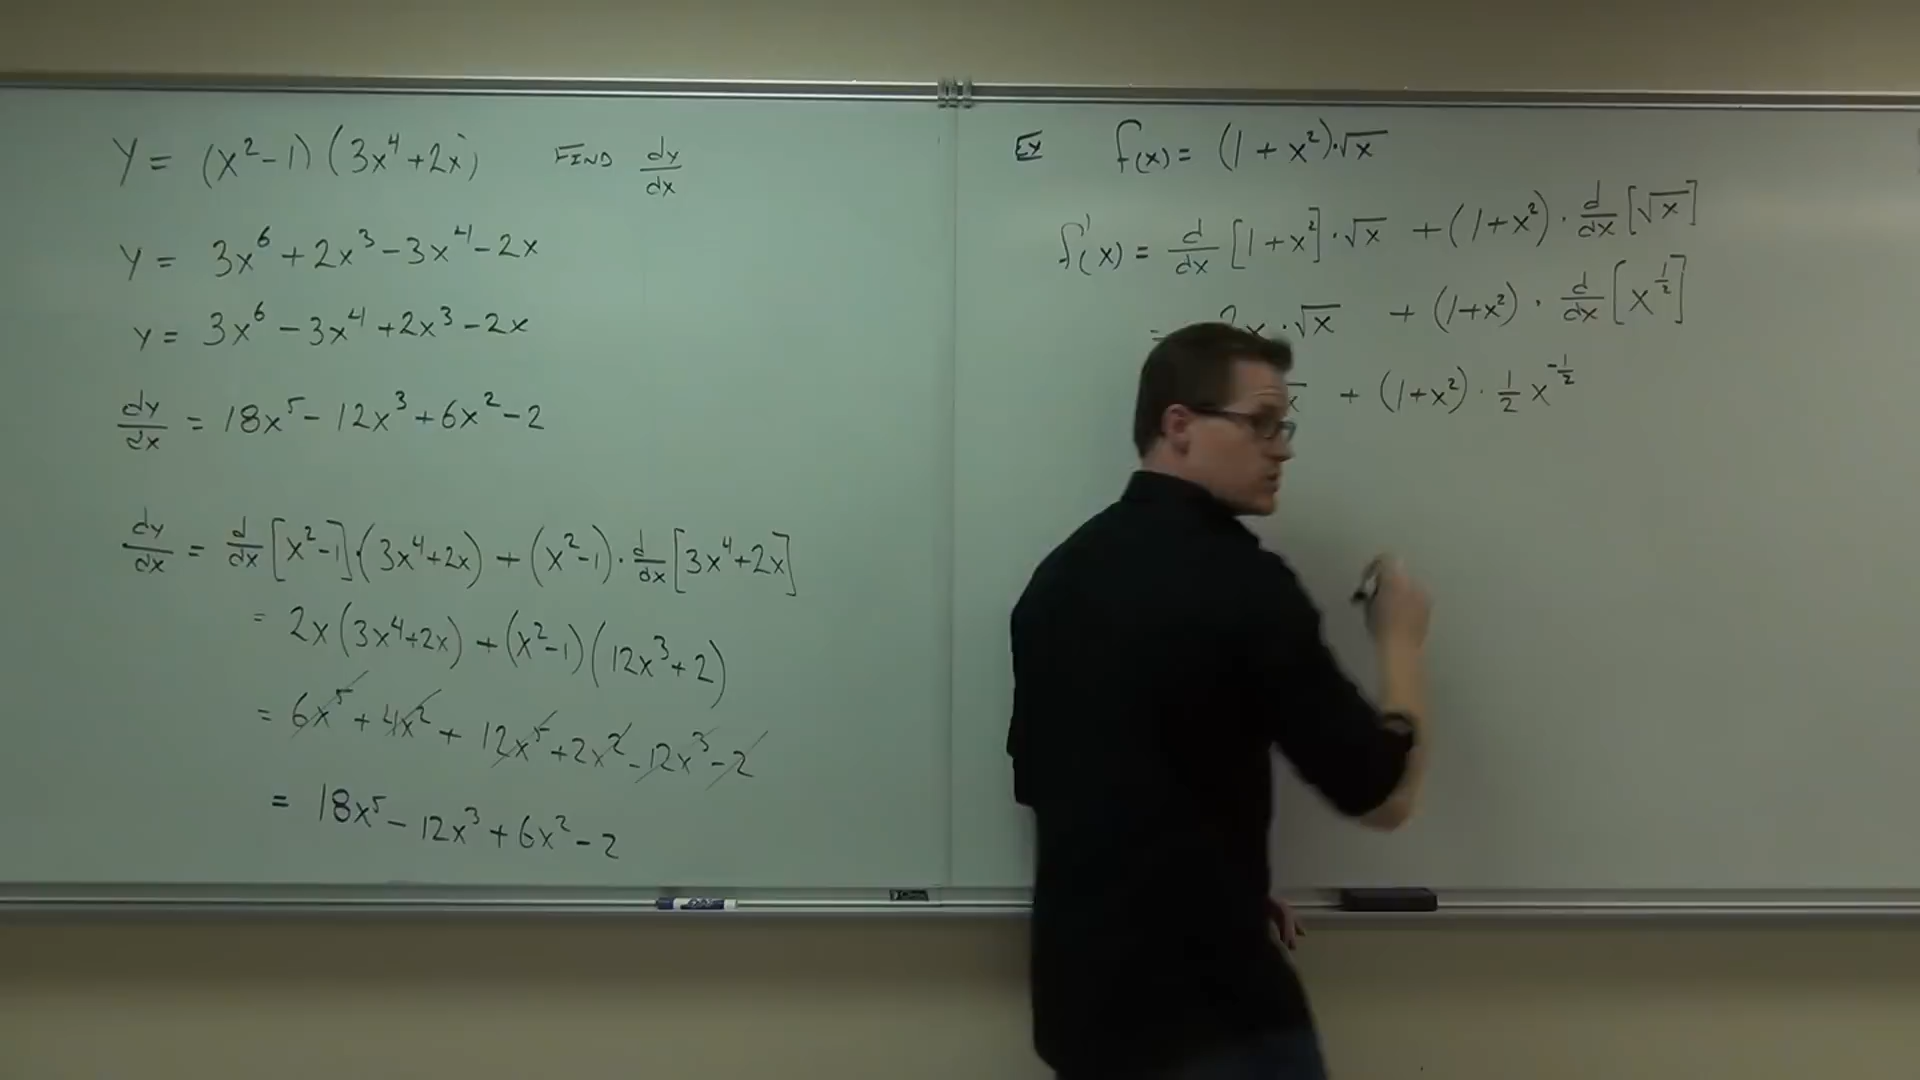 Y = (x²-1)(3x⁴+2x) FIND dy/dx
y = 3x⁶+2x³-3x⁴-2x
y = 3x⁶-3x⁴+2x³-2x
dy/dx = 18x⁵-12x³+6x²-2
dy/dx = d/dx[x²-1]·(3x⁴+2x)+(x²-1)·d/dx[3x⁴+2x]
= 2x(3x⁴+2x)+(x²-1)(12x³+2)
= 6x⁵+4x²+12x⁵+2x²-12x³-2
= 18x⁵-12x³+6x²-2
Ex f(x) = (1+x²)·√x
f'(x) = d/dx[1+x²]·√x +(1+x²)·d/dx[√x]
= 2x·√x +(1+x²)·d/dx[x^(1/2)]
+(1+x²)·1/2 x^(-1/2)